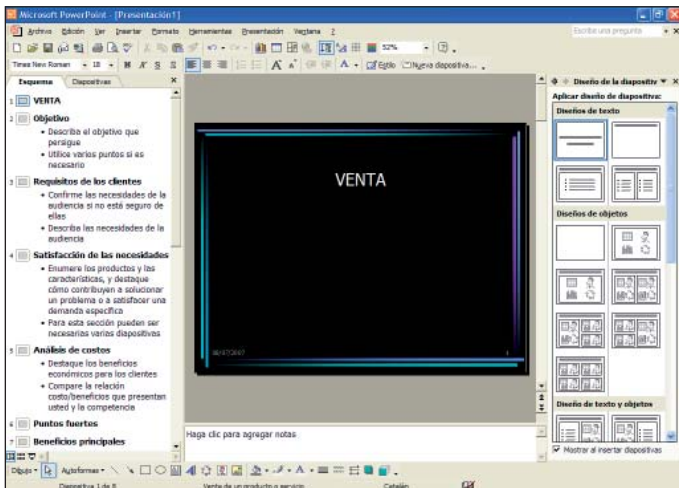 Microsoft PowerPoint - [Presentación1]
Archivo Edición Ver Insertar Formato Herramientas Presentación Ventana ? Escriba una pregunta
52%
Times New Roman 18 N K S S A A A Estilo Nueva diapositiva...
Esquema Diapositivas
1 VENTA
2 Objetivo
• Describa el objetivo que
persigue
• Utilice varios puntos si es
necesario
3 Requisitos de los clientes
• Confirme las necesidades de la
audiencia si no está seguro de
ellas
• Describa las necesidades de la
audiencia
4 Satisfacción de las necesidades
• Enumere los productos y las
características, y destaque
cómo contribuyen a solucionar
un problema o a satisfacer una
demanda específica
• Para esta sección pueden ser
necesarias varias diapositivas
5 Análisis de costos
• Destaque los beneficios
económicos para los clientes
• Compare la relación
costo/beneficios que presentan
usted y la competencia
6 Puntos fuertes
7 Beneficios principales
VENTA
1
Haga clic para agregar notas
Diseño de la diapositiv
Aplicar diseño de diapositiva:
Diseños de texto
Diseños de objetos
Diseño de texto y objetos
Mostrar al insertar diapositivas
Dibujo Autoformas
Diapositiva 1 de 8 Venta de un producto o servicio Catalán